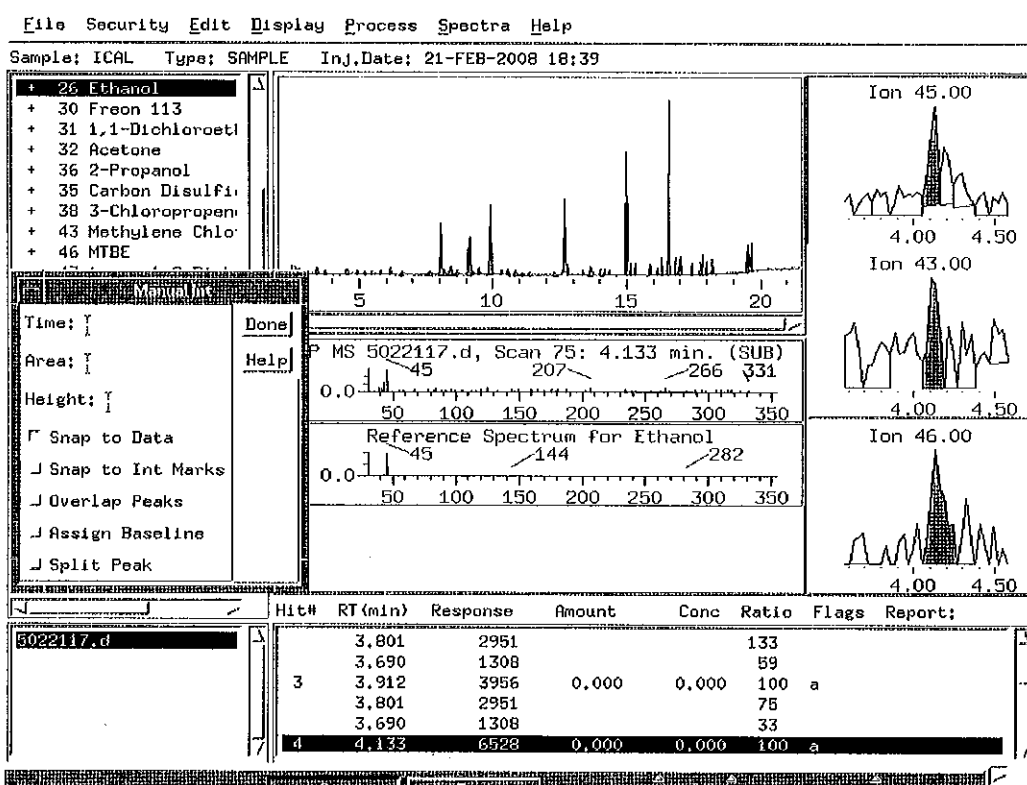 File Security Edit Display Process Spectra Help
Sample: ICAL Type: SAMPLE Inj.Date: 21-FEB-2008 18:39
+ 26 Ethanol
+ 30 Freon 113
+ 31 1,1-Dichloroet
+ 32 Acetone
+ 36 2-Propanol
+ 35 Carbon Disulfi
+ 38 3-Chloropropen
+ 43 Methylene Chlo
+ 46 MTBE
5 10 15 20
Ion 45.00
4.00 4.50
Ion 43.00
4.00 4.50
Ion 46.00
4.00 4.50
Manual Int
Time:
Done
Area:
Help
Height:
Snap to Data
Snap to Int Marks
Overlap Peaks
Assign Baseline
Split Peak
P MS 5022117.d, Scan 75: 4.133 min. (SUB)
45 207 266 331
0.0
50 100 150 200 250 300 350
Reference Spectrum for Ethanol
45 144 282
0.0
50 100 150 200 250 300 350
Hit# RT(min) Response Amount Conc Ratio Flags Report:
5022117.d
3.801 2951 133
3.690 1308 59
3 3.912 3956 0.000 0.000 100 a
3.801 2951 75
3.690 1308 33
4 4.133 6528 0.000 0.000 100 a